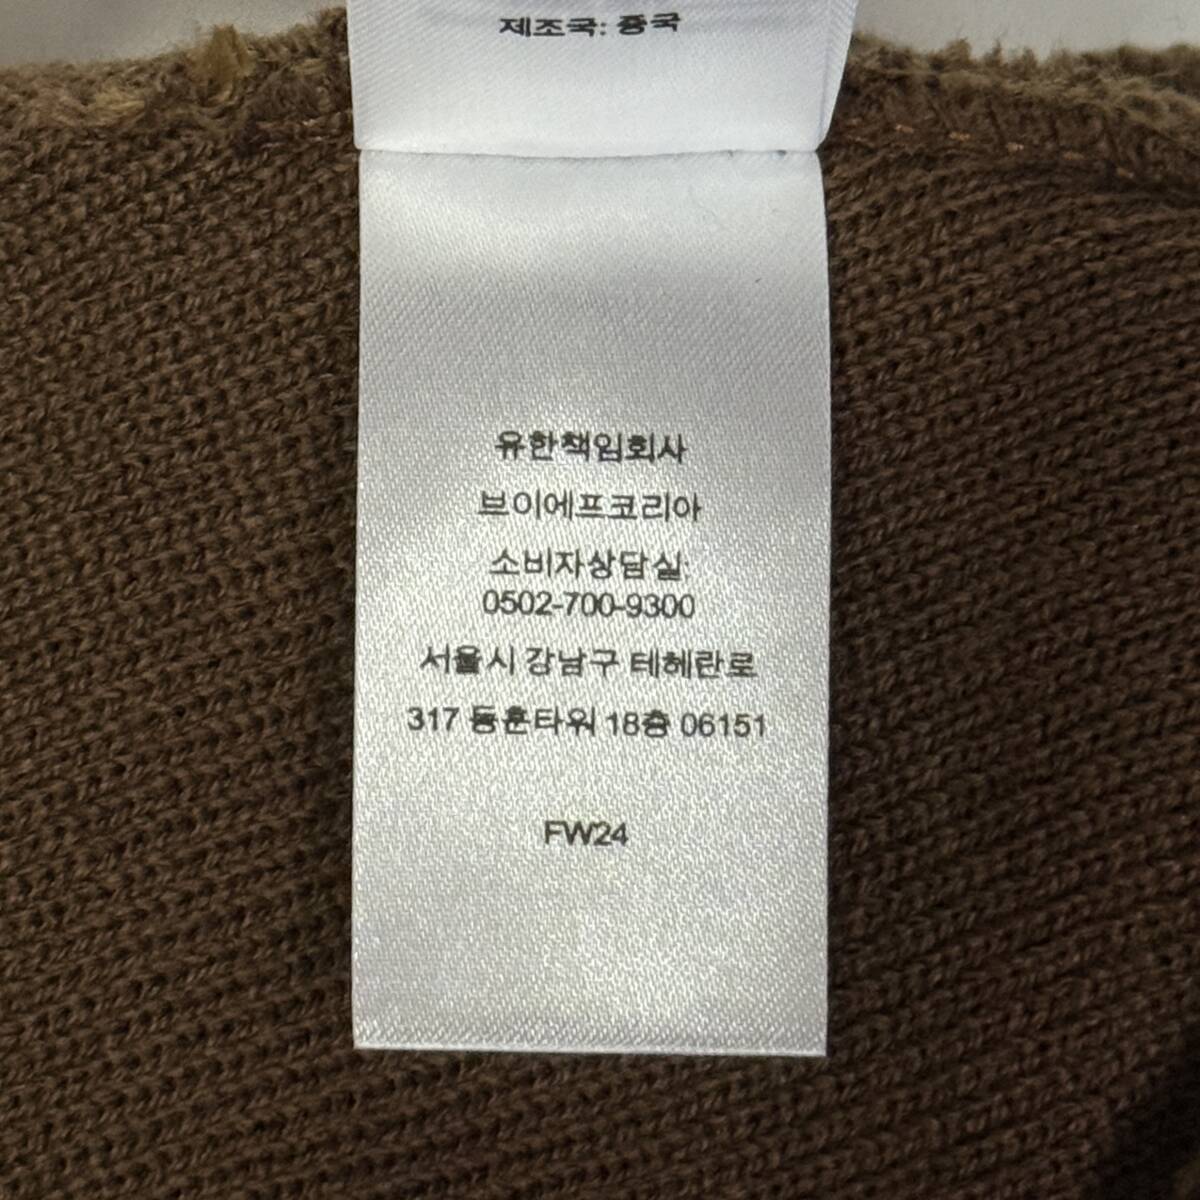 제조국: 중국
유한책임회사
브이에프코리아
소비자상담실:
0502-700-9300
서울시 강남구 테헤란로
317 동훈타워 18층 06151
FW24